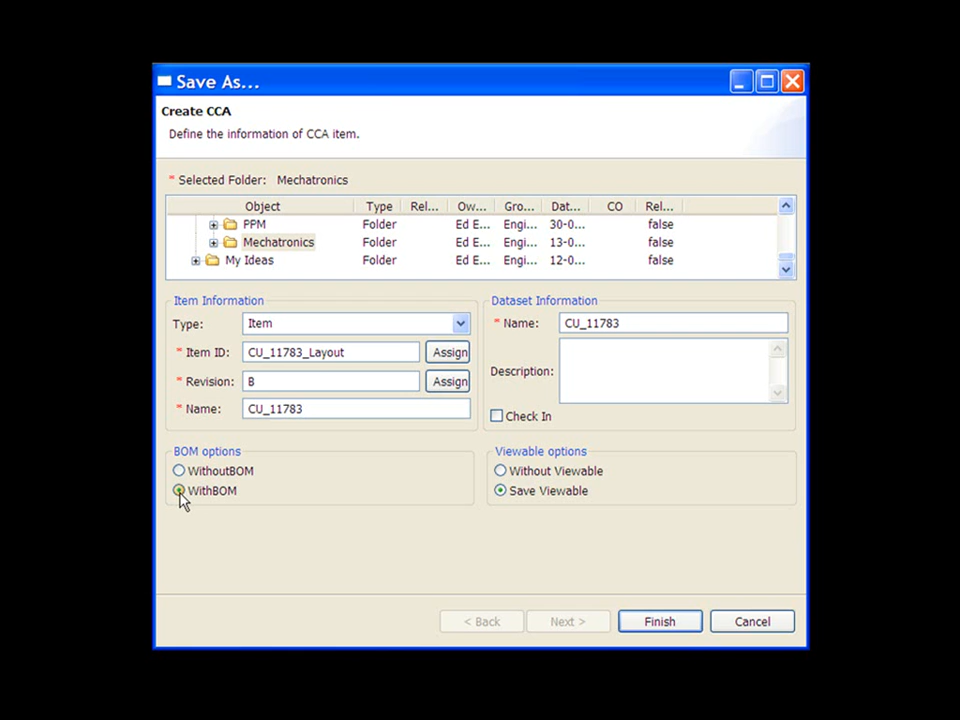 Save As...
Create CCA
Define the information of CCA item.
* Selected Folder: Mechatronics
Object Type Rel... Ow... Gro... Dat... CO Rel...
PPM Folder Ed E... Engi... 30-0... false
Mechatronics Folder Ed E... Engi... 13-0... false
My Ideas Folder Ed E... Engi... 12-0... false
Item Information
Type: Item
* Item ID: CU_11783_Layout Assign
* Revision: B Assign
* Name: CU_11783
Dataset Information
* Name: CU_11783
Description:
Check In
BOM options
WithoutBOM
WithBOM
Viewable options
Without Viewable
Save Viewable
< Back Next > Finish Cancel